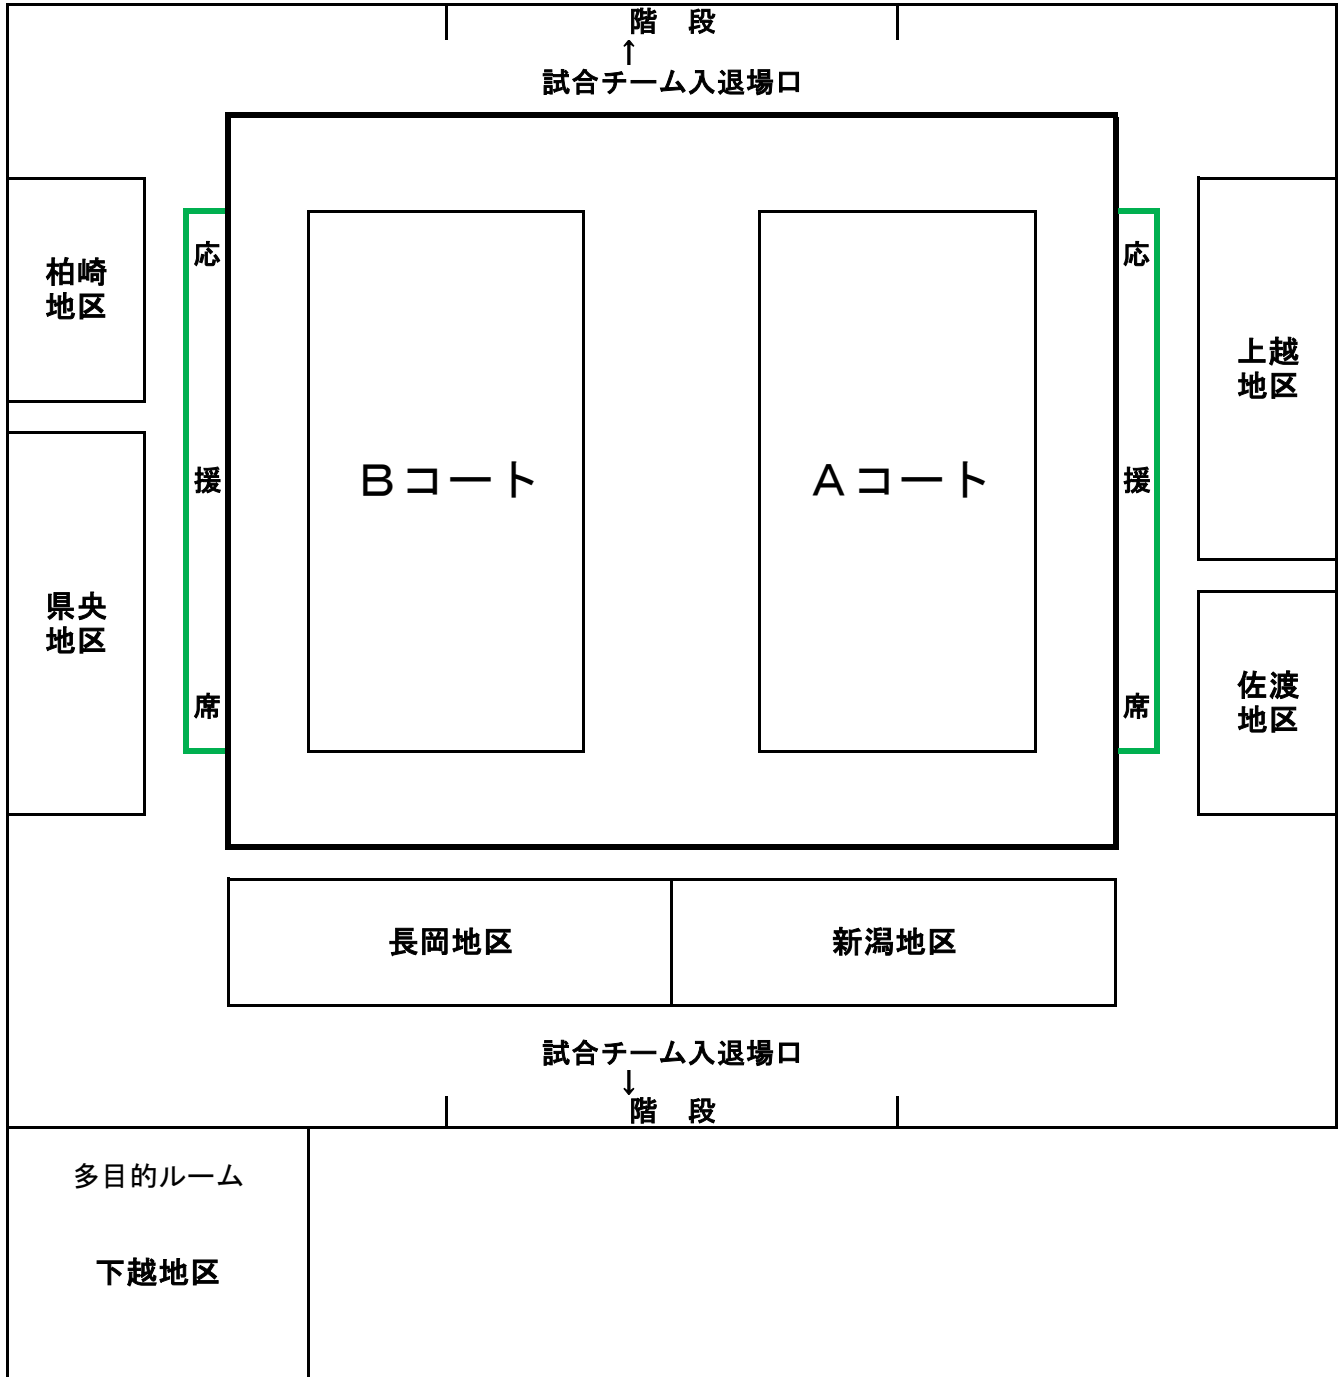 階　段
↑
試合チーム入退場口
柏崎
地区
県央
地区
応
援
席
Bコート
Aコート
応
援
席
上越
地区
佐渡
地区
長岡地区
新潟地区
試合チーム入退場口
↓
階　段
多目的ルーム
下越地区